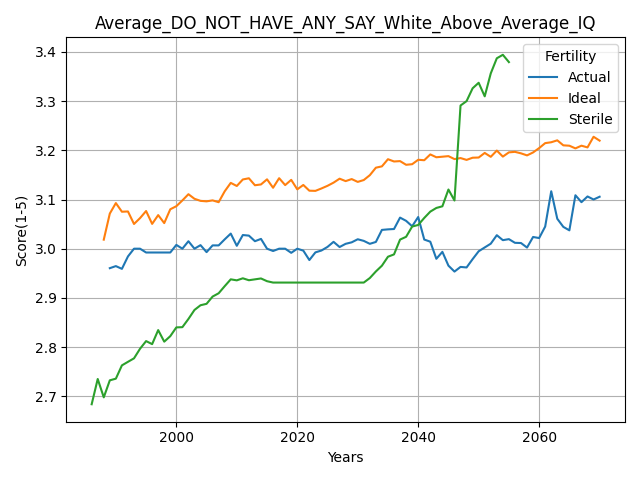 Average_DO_NOT_HAVE_ANY_SAY_White_Above_Average_IQ
Fertility
Actual
Ideal
Sterile
Score(1-5)
3.4
3.3
3.2
3.1
3.0
2.9
2.8
2.7
2000
2020
2040
2060
Years